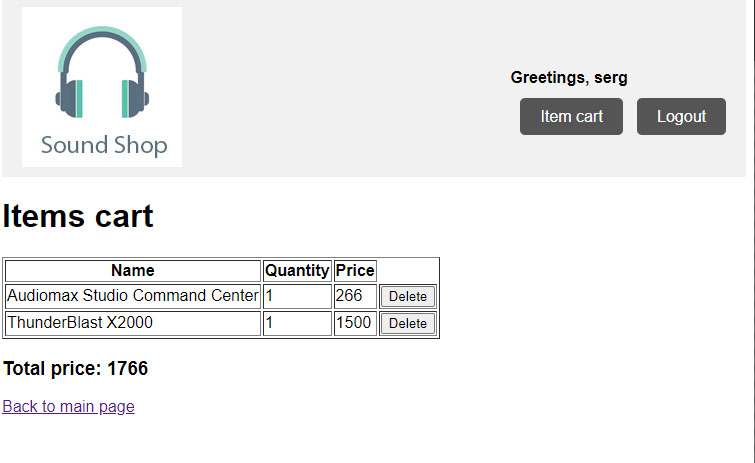 Sound Shop
Greetings, serg
Item cart Logout
Items cart
Name Quantity Price
Audiomax Studio Command Center 1 266 Delete
ThunderBlast X2000 1 1500 Delete
Total price: 1766
Back to main page